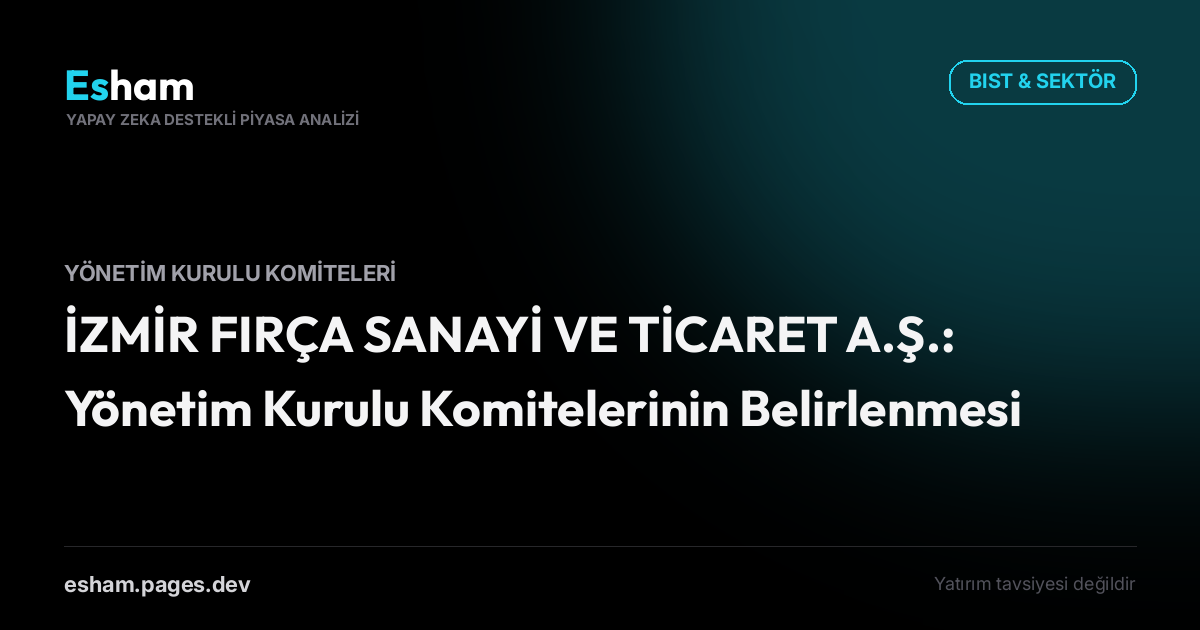 Esham
BIST & SEKTÖR
YAPAY ZEKA DESTEKLİ PİYASA ANALİZİ
YÖNETİM KURULU KOMİTELERİ
İZMİR FIRÇA SANAYİ VE TİCARET A.Ş.:
Yönetim Kurulu Komitelerinin Belirlenmesi
esham.pages.dev
Yatırım tavsiyesi değildir